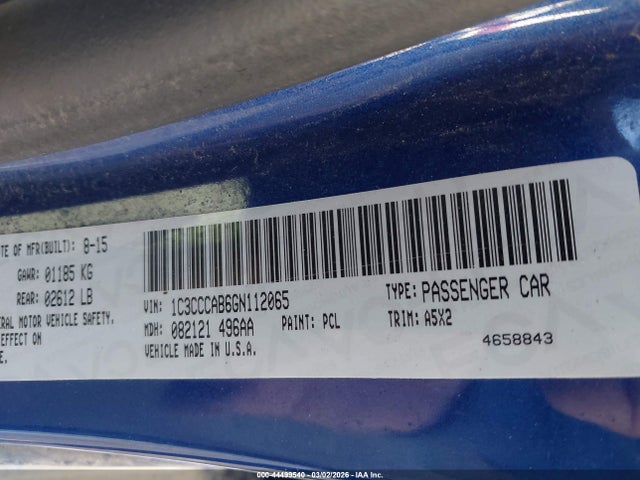 TE OF MFR(BUILT): 8-15
GAWR: 01185 KG
REAR: 02612 LB
ERAL MOTOR VEHICLE SAFETY,
EFFECT ON
E.
VIN: 1C3CCCAB6GN112065 TYPE: PASSENGER CAR
MDH: 082121 496AA PAINT: PCL TRIM: A5X2
VEHICLE MADE IN U.S.A. 4658843
000-44499540 - 03/02/2026 - IAA Inc.